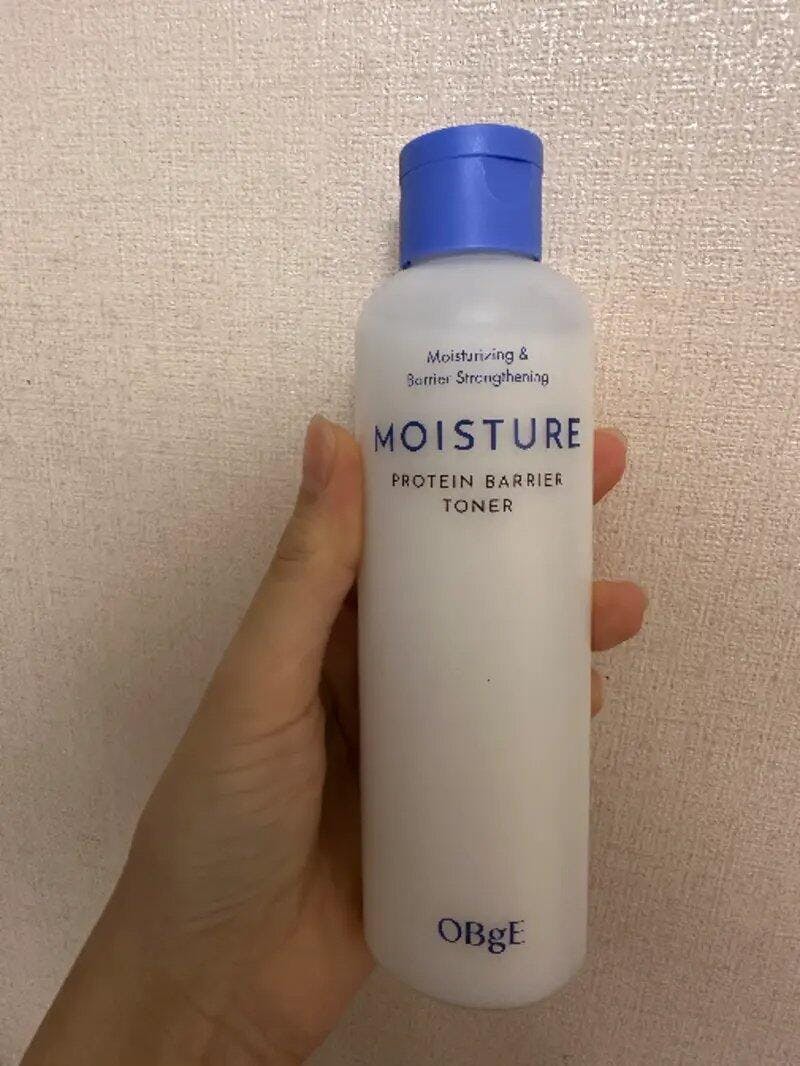 Moisturizing &
Barrier Strengthening
MOISTURE
PROTEIN BARRIER
TONER
OBgE